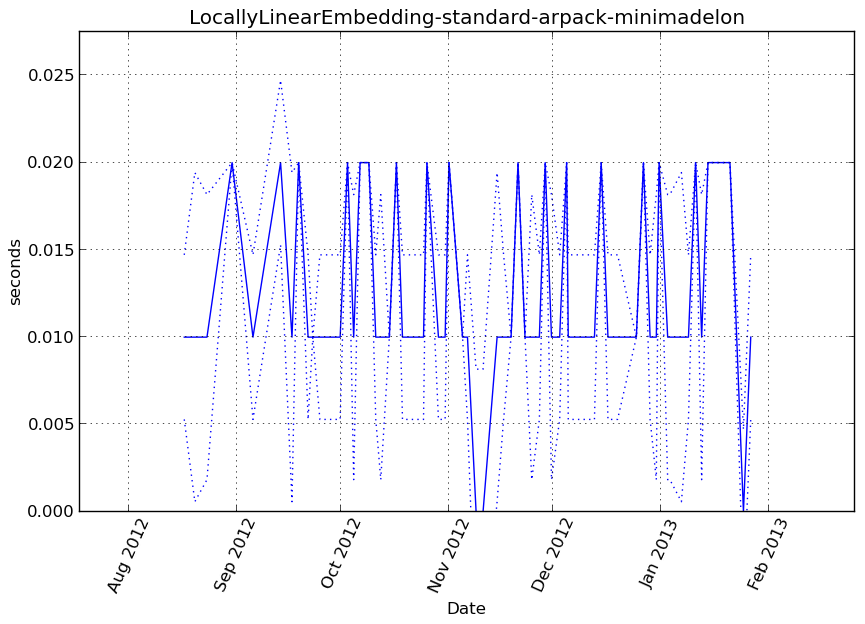 LocallyLinearEmbedding-standard-arpack-minimadelon
0.025
0.020
0.015
0.010
0.005
0.000
seconds
Aug 2012
Sep 2012
Oct 2012
Nov 2012
Dec 2012
Jan 2013
Feb 2013
Date